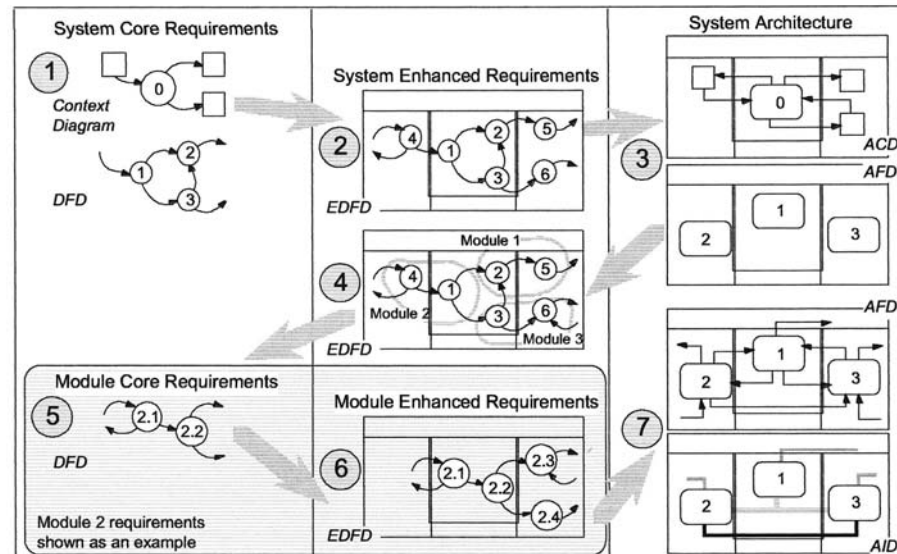 System Core Requirements
1
0
Context
Diagram
1
2
3
DFD
System Enhanced Requirements
2
4
1
2
3
5
6
EDFD
System Architecture
3
0
ACD
AFD
1
2
3
4
Module 1
4
1
2
3
5
6
Module 2
Module 3
EDFD
Module Core Requirements
5
2.1
2.2
DFD
Module 2 requirements
shown as an example
Module Enhanced Requirements
6
2.1
2.2
2.3
2.4
EDFD
7
AFD
1
2
3
1
2
3
AID